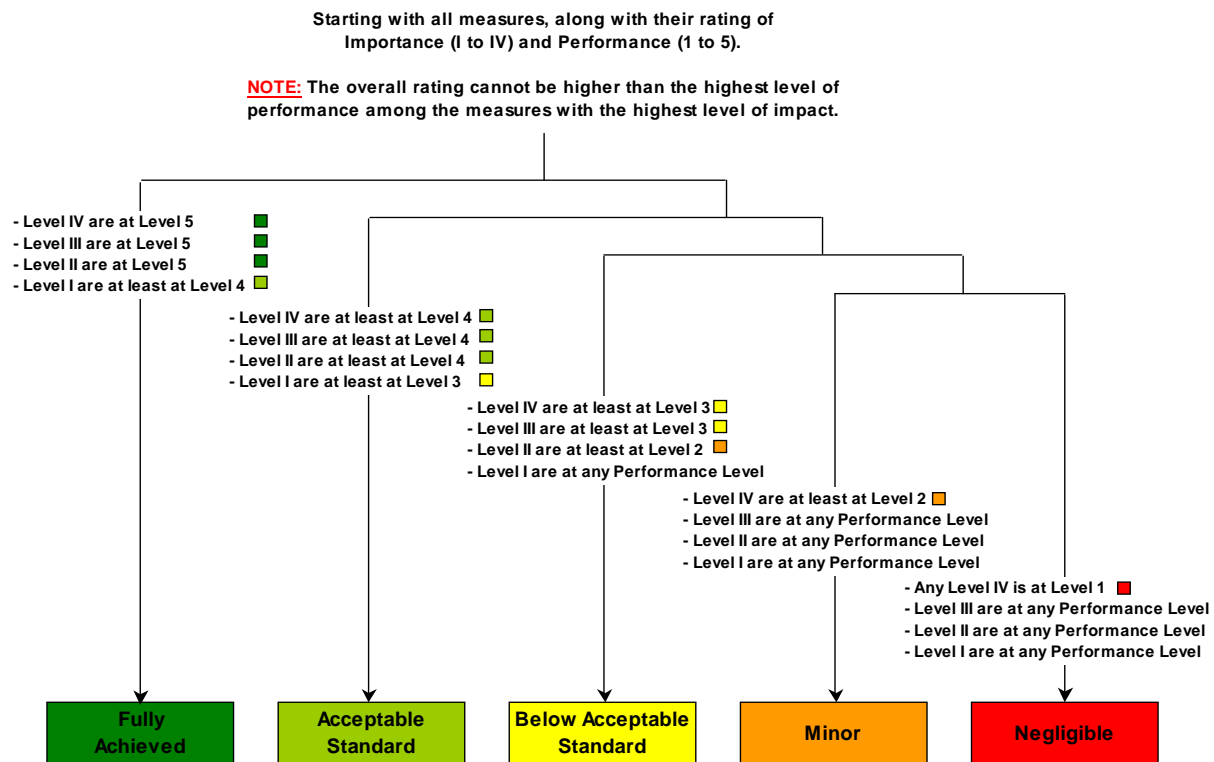 Starting with all measures, along with their rating of
Importance (I to IV) and Performance (1 to 5).
NOTE: The overall rating cannot be higher than the highest level of
performance among the measures with the highest level of impact.
- Level IV are at Level 5
- Level III are at Level 5
- Level II are at Level 5
- Level I are at least at Level 4
- Level IV are at least at Level 4
- Level III are at least at Level 4
- Level II are at least at Level 4
- Level I are at least at Level 3
- Level IV are at least at Level 3
- Level III are at least at Level 3
- Level II are at least at Level 2
- Level I are at any Performance Level
- Level IV are at least at Level 2
- Level III are at any Performance Level
- Level II are at any Performance Level
- Level I are at any Performance Level
- Any Level IV is at Level 1
- Level III are at any Performance Level
- Level II are at any Performance Level
- Level I are at any Performance Level
Fully
Achieved
Acceptable
Standard
Below Acceptable
Standard
Minor
Negligible